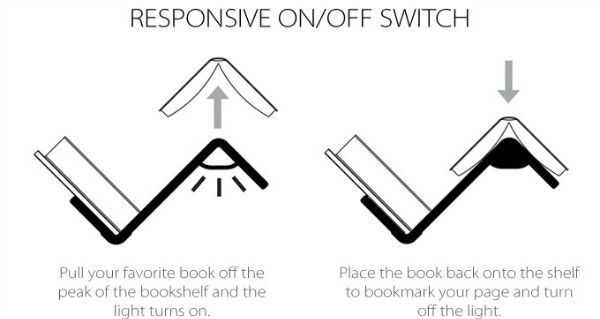 RESPONSIVE ON/OFF SWITCH
Pull your favorite book off the
peak of the bookshelf and the
light turns on.
Place the book back onto the shelf
to bookmark your page and turn
off the light.